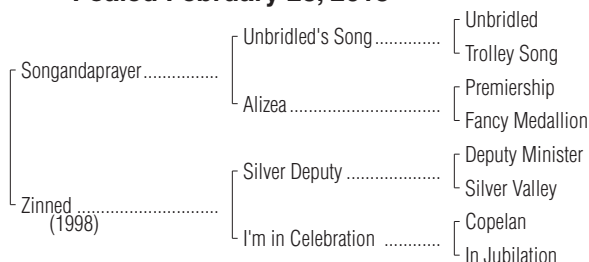 Foaled February
Unbridled
Unbridled's Song..............
Trolley Song
Songandaprayer................
Premiership
Alizea................................
Fancy Medallion
Deputy Minister
Silver Deputy ....................
Silver Valley
Zinned ..............................
(1998)
Copelan
I'm in Celebration ............
In Jubilation